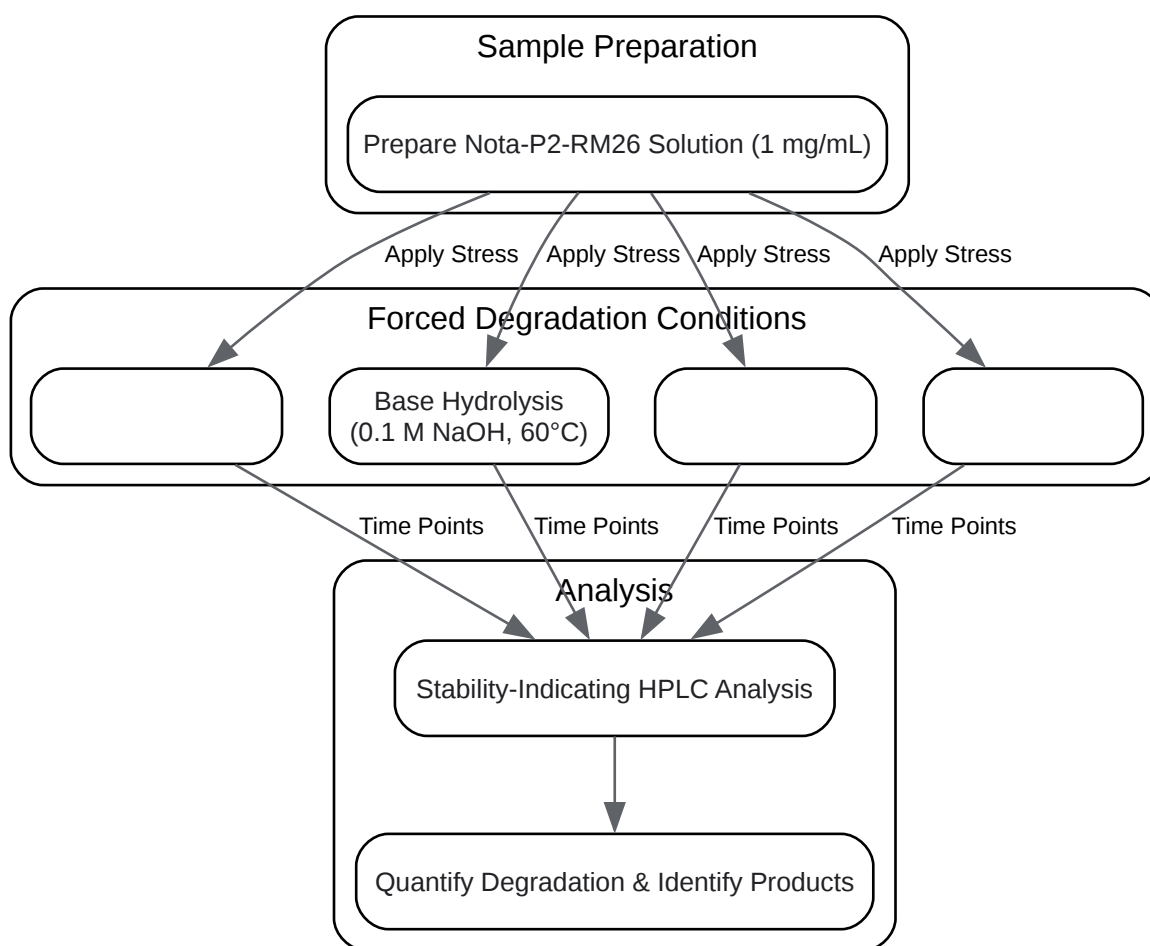 Sample Preparation
Prepare Nota-P2-RM26 Solution (1 mg/mL)
Apply Stress
Apply Stress
Apply Stress
Apply Stress
Forced Degradation Conditions
Base Hydrolysis
(0.1 M NaOH, 60°C)
Time Points
Time Points
Time Points
Time Points
Analysis
Stability-Indicating HPLC Analysis
Quantify Degradation & Identify Products